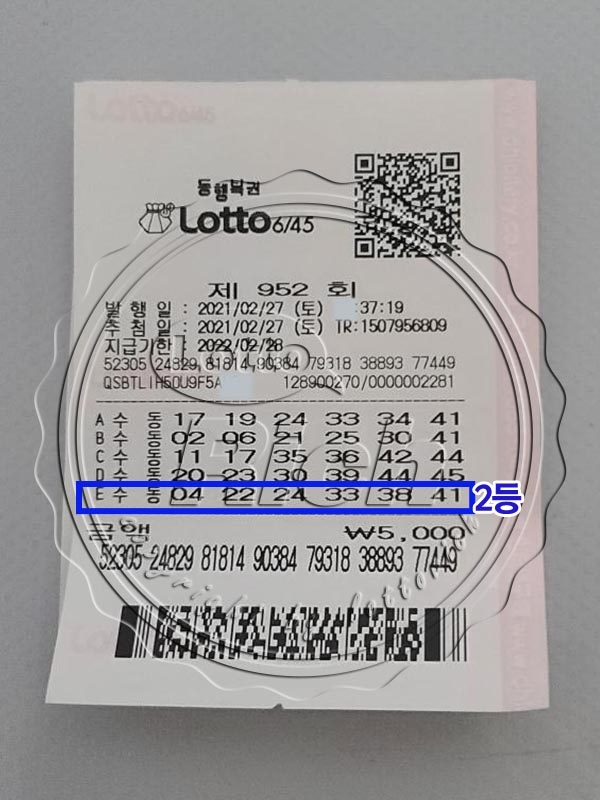 Lotto 6/45
동행복권
Lotto 6/45
제 952 회
발 행 일 : 2021/02/27 (토) 37:19
추 첨 일 : 2021/02/27 (토) TR:1507956809
지급기한 : 2022/02/28
52305 24829 81814 90384 79318 38893 77449
128900270/0000002281
A 수 동 17 19 24 33 34 41
B 수 동 02 06 21 25 30 41
C 수 동 11 17 35 36 42 44
D 수 동 20 23 30 39 44 45
E 수 동 04 22 24 33 38 41 2등
금액 ₩5,000
52305 24829 81814 90384 79318 38893 77449
Lotto
Rich